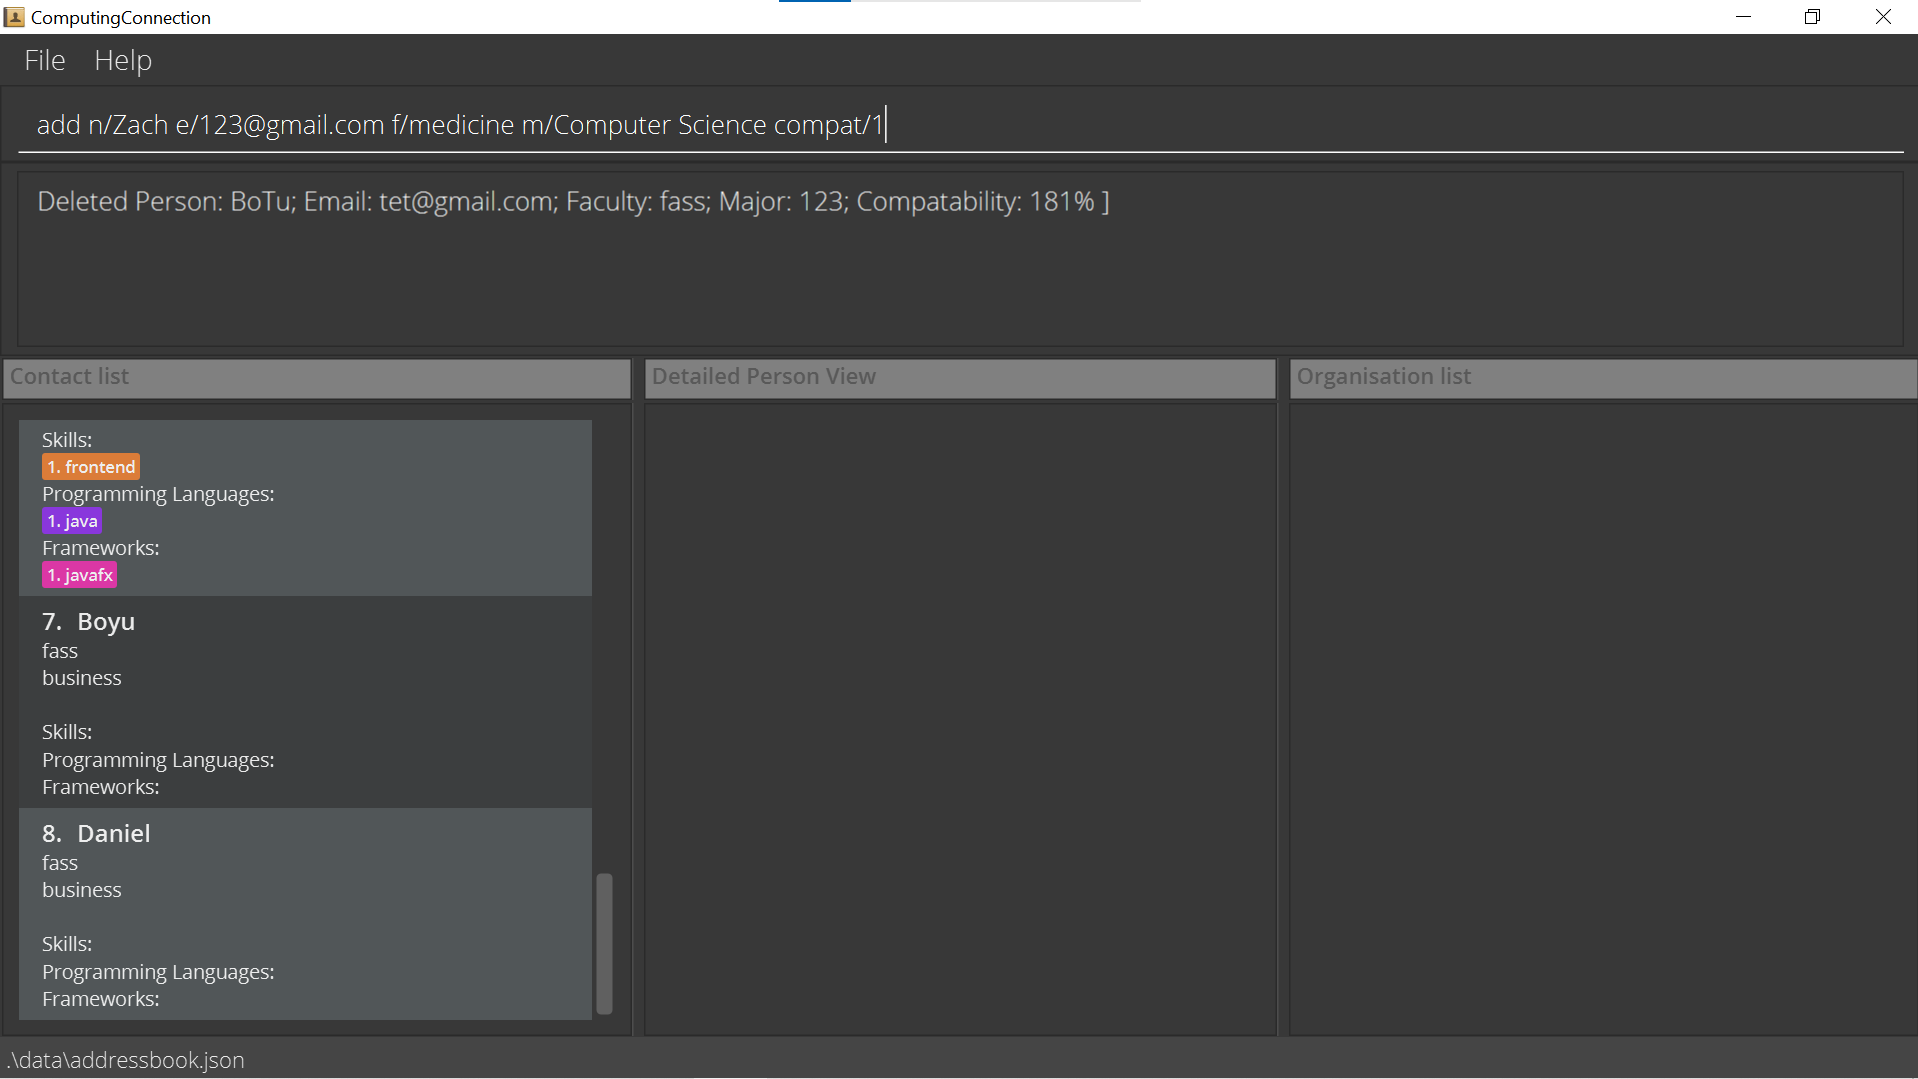 ComputingConnection
File Help
add n/Zach e/123@gmail.com f/medicine m/Computer Science compat/1
Deleted Person: BoTu; Email: tet@gmail.com; Faculty: fass; Major: 123; Compatability: 181% ]
Contact list
Detailed Person View
Organisation list
Skills:
1. frontend
Programming Languages:
1. java
Frameworks:
1. javafx
7. Boyu
fass
business
Skills:
Programming Languages:
Frameworks:
8. Daniel
fass
business
Skills:
Programming Languages:
Frameworks:
.\data\addressbook.json